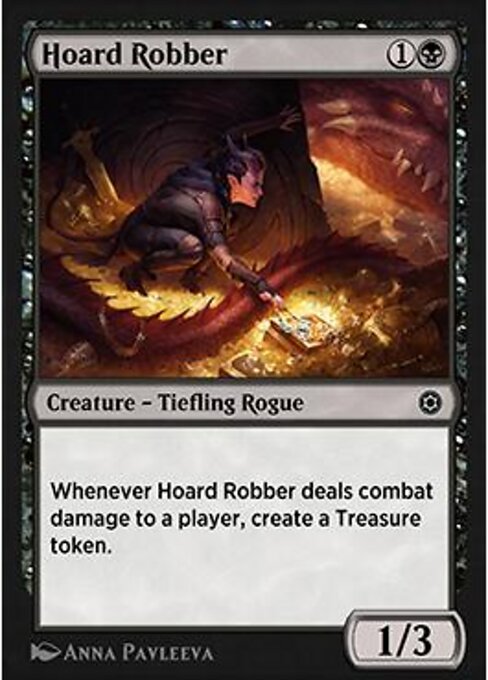 Hoard Robber 1
Creature – Tiefling Rogue
Whenever Hoard Robber deals combat
damage to a player, create a Treasure
token.
1/3
Anna Pavleeva